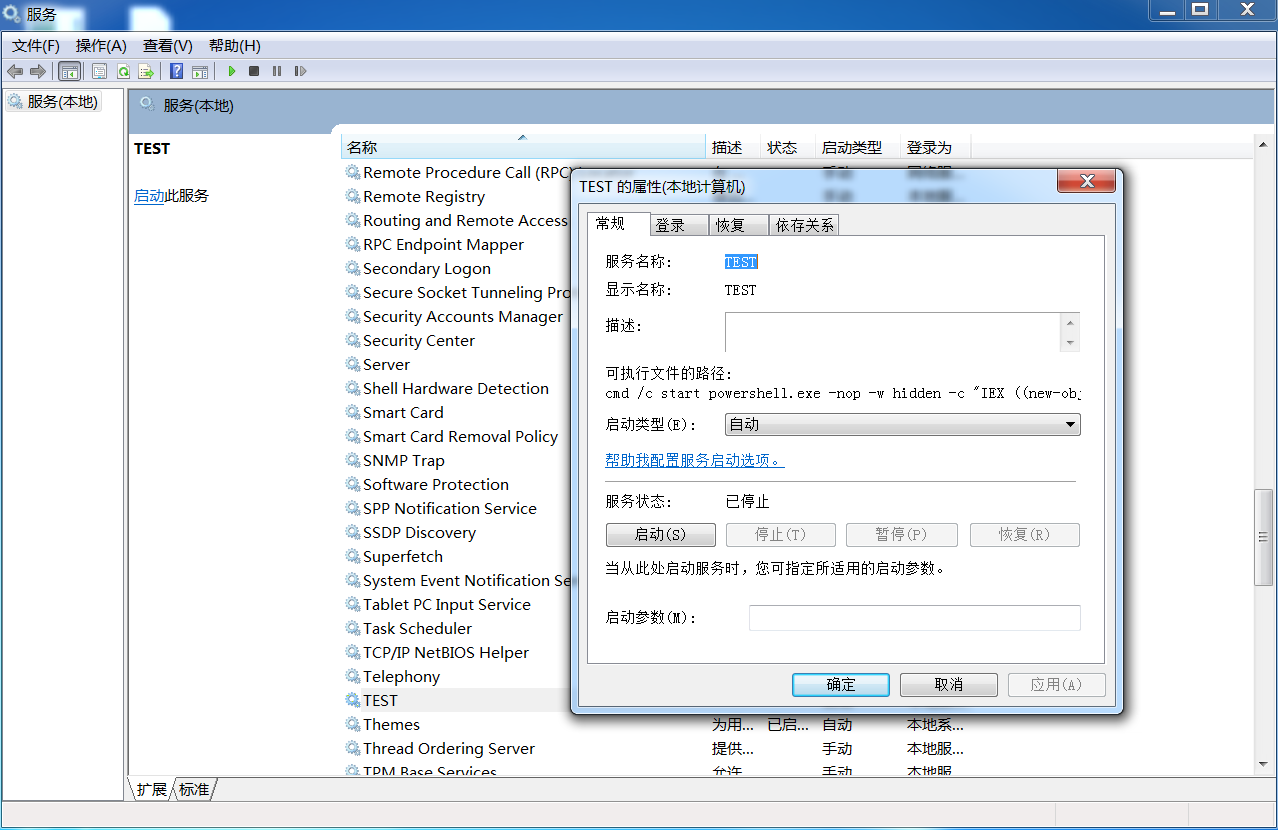 服务
文件(F) 操作(A) 查看(V) 帮助(H)
服务(本地)
服务(本地)
TEST
启动此服务
名称 描述 状态 启动类型 登录为
Remote Procedure Call (RPC)
Remote Registry
Routing and Remote Access
RPC Endpoint Mapper
Secondary Logon
Secure Socket Tunneling Pro
Security Accounts Manager
Security Center
Server
Shell Hardware Detection
Smart Card
Smart Card Removal Policy
SNMP Trap
Software Protection
SPP Notification Service
SSDP Discovery
Superfetch
System Event Notification Se
Tablet PC Input Service
Task Scheduler
TCP/IP NetBIOS Helper
Telephony
TEST
Themes 为用... 已启... 自动 本地系...
Thread Ordering Server 提供... 手动 本地服...
TPM Base Services 允许 手动 本地服
扩展 标准
TEST 的属性(本地计算机)
常规 登录 恢复 依存关系
服务名称: TEST
显示名称: TEST
描述:
可执行文件的路径:
cmd /c start powershell.exe -nop -w hidden -c "IEX ((new-obj
启动类型(E): 自动
帮助我配置服务启动选项。
服务状态: 已停止
启动(S) 停止(T) 暂停(P) 恢复(R)
当从此处启动服务时，您可指定所适用的启动参数。
启动参数(M):
确定 取消 应用(A)